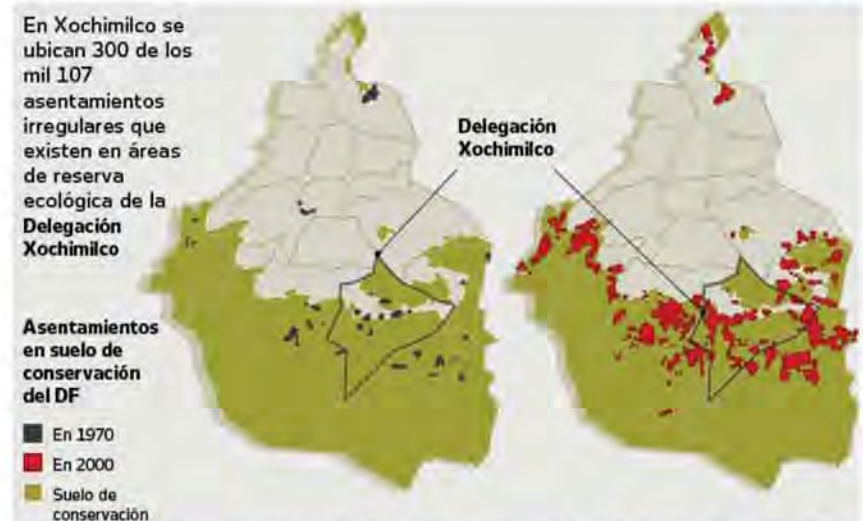 En Xochimilco se
ubican 300 de los
mil 107
asentamientos
irregulares que
existen en áreas
de reserva
ecológica de la
Delegación
Xochimilco
Asentamientos
en suelo de
conservación
del DF
En 1970
En 2000
Suelo de
conservación
Delegación
Xochimilco